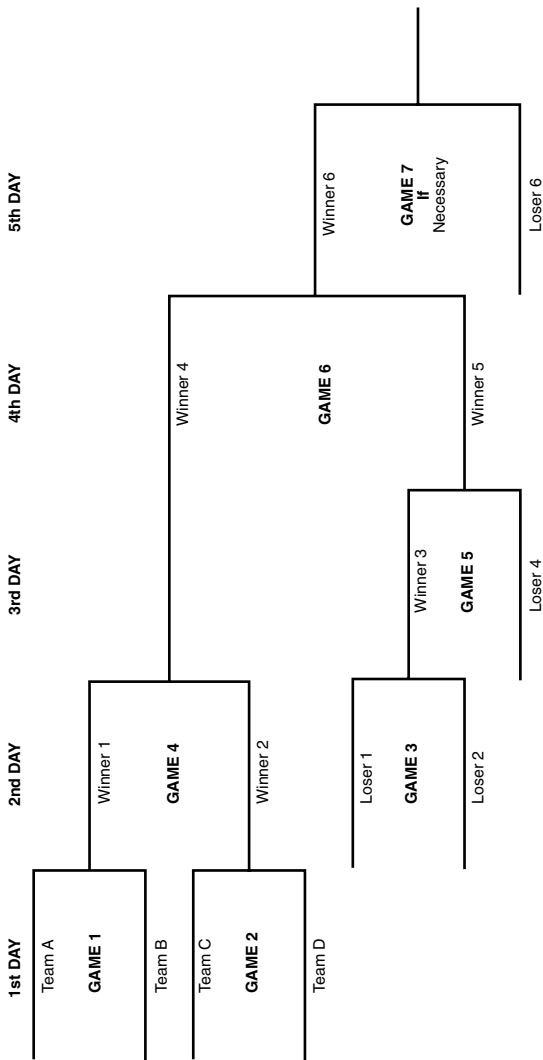 1st DAY
2nd DAY
3rd DAY
4th DAY
5th DAY
Team A
GAME 1
Team B
Team C
GAME 2
Team D
Winner 1
GAME 4
Winner 2
Loser 1
GAME 3
Loser 2
Winner 3
GAME 5
Loser 4
Winner 4
GAME 6
Winner 5
Winner 6
GAME 7
If
Necessary
Loser 6